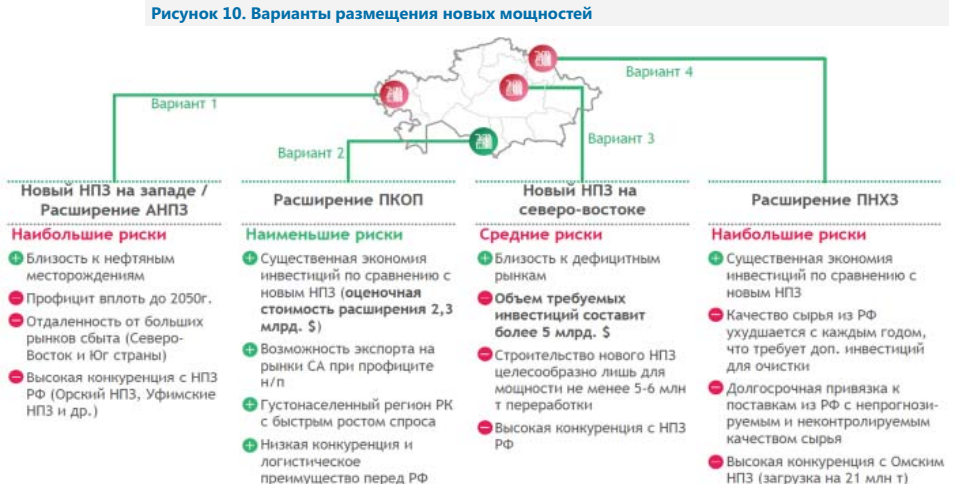 Рисунок 10. Варианты размещения новых мощностей
Вариант 1
Вариант 2
Вариант 3
Вариант 4
Новый НПЗ на западе /
Расширение АНПЗ
Наибольшие риски
Близость к нефтяным
месторождениям
Профицит вплоть до 2050г.
Отдаленность от больших
рынков сбыта (Северо-
Восток и Юг страны)
Высокая конкуренция с НПЗ
РФ (Орский НПЗ, Уфимские
НПЗ и др.)
Расширение ПКОП
Наименьшие риски
Существенная экономия
инвестиций по сравнению с
новым НПЗ (оценочная
стоимость расширения 2,3
млрд. $)
Возможность экспорта на
рынки СА при профиците
н/п
Густонаселенный регион РК
с быстрым ростом спроса
Низкая конкуренция и
логистическое
преимущество перед РФ
Новый НПЗ на
северо-востоке
Средние риски
Близость к дефицитным
рынкам
Объем требуемых
инвестиций составит
более 5 млрд. $
Строительство нового НПЗ
целесообразно лишь для
мощности не менее 5-6 млн
т переработки
Высокая конкуренция с НПЗ
РФ
Расширение ПНХЗ
Наибольшие риски
Существенная экономия
инвестиций по сравнению с
новым НПЗ
Качество сырья из РФ
ухудшается с каждым годом,
что требует доп. инвестиций
для очистки
Долгосрочная привязка к
поставкам из РФ с непрогнози-
руемым и неконтролируемым
качеством сырья
Высокая конкуренция с Омским
НПЗ (загрузка на 21 млн т)